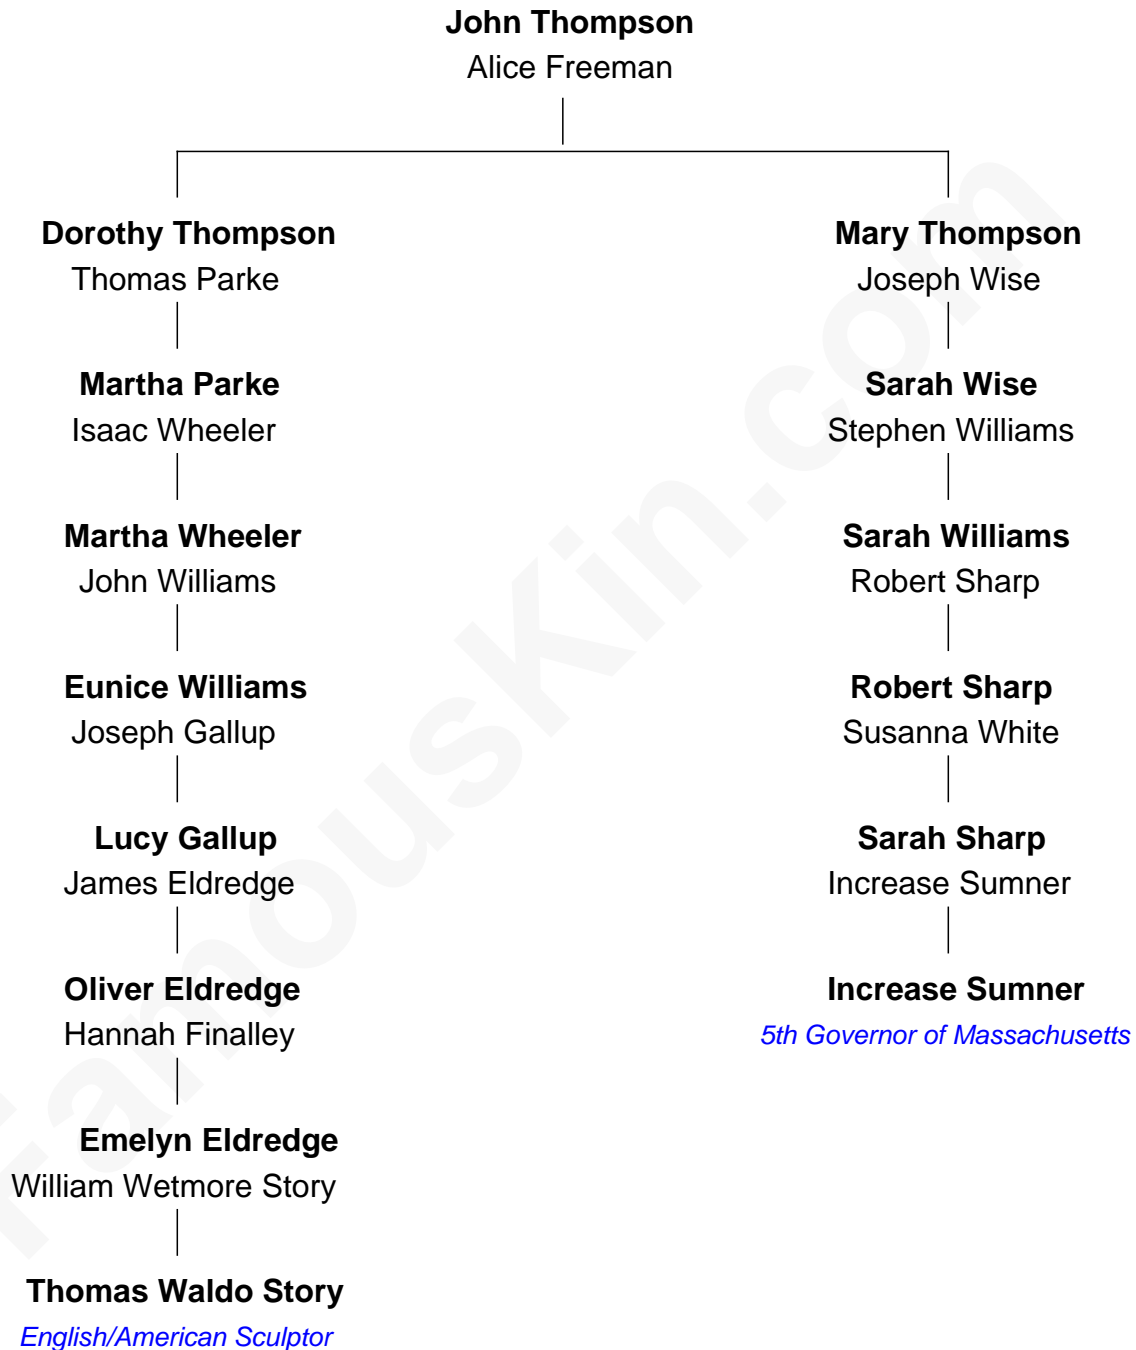 John Thompson
Alice Freeman
Dorothy Thompson
Thomas Parke
Mary Thompson
Joseph Wise
Martha Parke
Isaac Wheeler
Sarah Wise
Stephen Williams
Martha Wheeler
John Williams
Sarah Williams
Robert Sharp
Eunice Williams
Joseph Gallup
Robert Sharp
Susanna White
Lucy Gallup
James Eldredge
Sarah Sharp
Increase Sumner
Oliver Eldredge
Hannah Finalley
Increase Sumner
5th Governor of Massachusetts
Emelyn Eldredge
William Wetmore Story
Thomas Waldo Story
English/American Sculptor
FamousKin.com